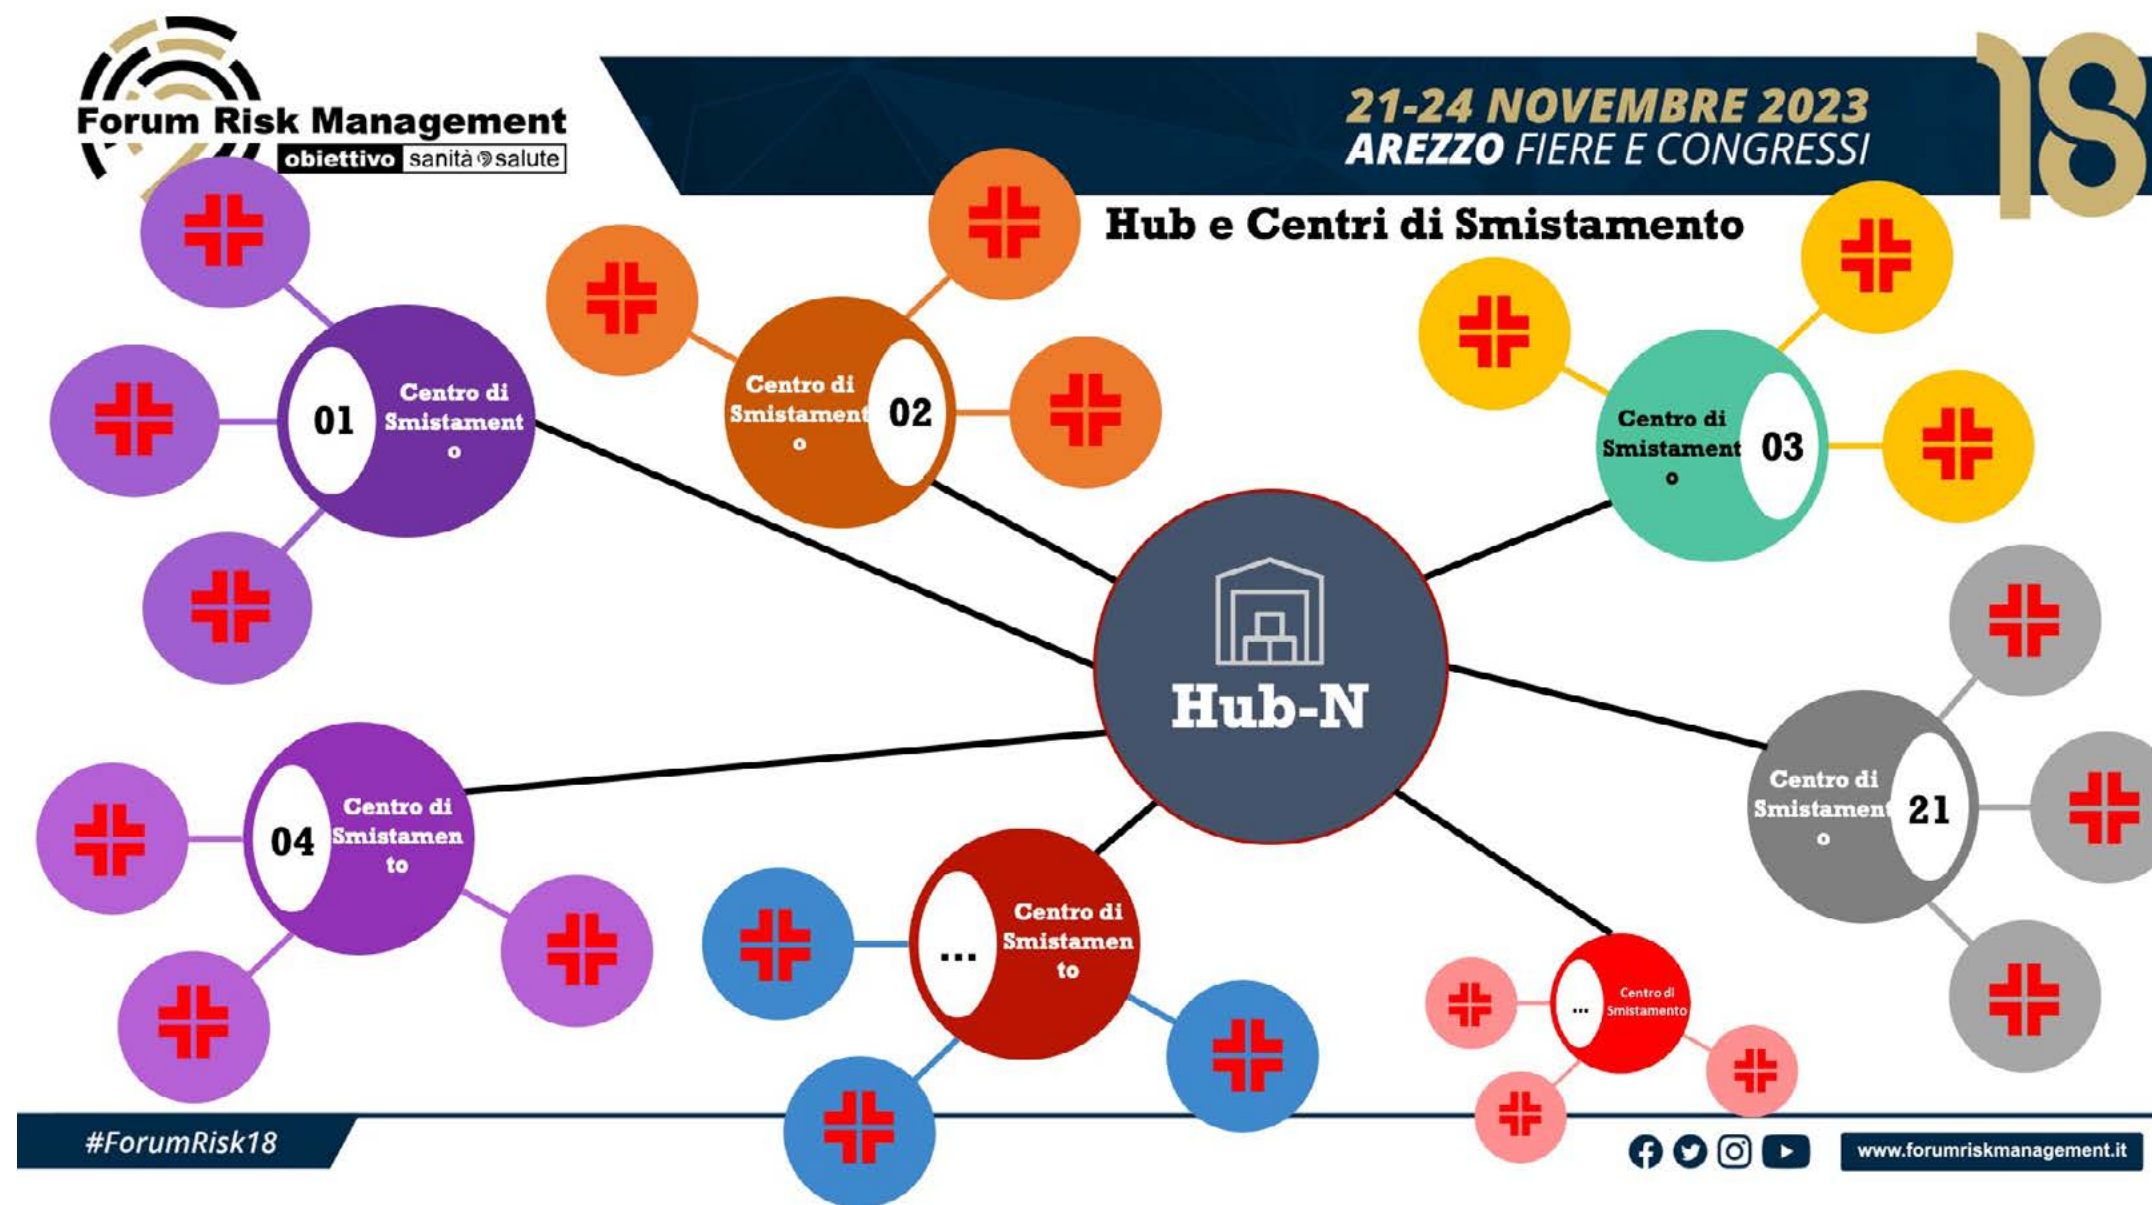 Forum Risk Management
obiettivo sanità salute
21-24 NOVEMBRE 2023
AREZZO FIERE E CONGRESSI
18
Hub e Centri di Smistamento
01
Centro di
Smistament
o
Centro di
Smistament
o
02
Centro di
Smistament
o
03
Hub-N
04
Centro di
Smistamen
to
...
Centro di
Smistamen
to
...
Centro di
Smistamento
Centro di
Smistament
o
21
#ForumRisk18
www.forumriskmanagement.it